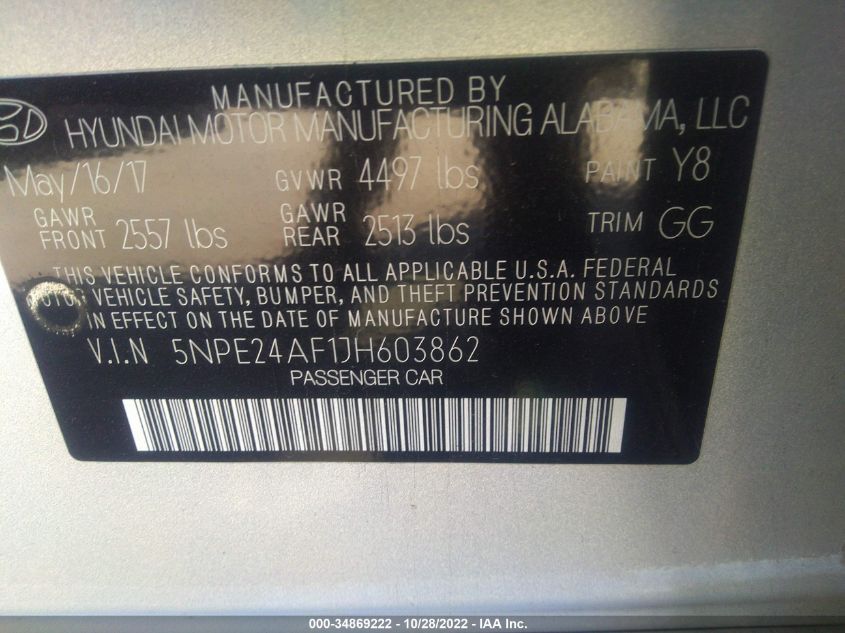 MANUFACTURED BY
HYUNDAI MOTOR MANUFACTURING ALABAMA, LLC
May/16/17 GVWR 4497 lbs PAINT Y8
GAWR FRONT 2557 lbs GAWR REAR 2513 lbs TRIM GG
THIS VEHICLE CONFORMS TO ALL APPLICABLE U.S.A. FEDERAL
MOTOR VEHICLE SAFETY, BUMPER, AND THEFT PREVENTION STANDARDS
IN EFFECT ON THE DATE OF MANUFACTURE SHOWN ABOVE
V.I.N 5NPE24AF1JH603862
PASSENGER CAR
000-34869222 - 10/28/2022 - IAA Inc.